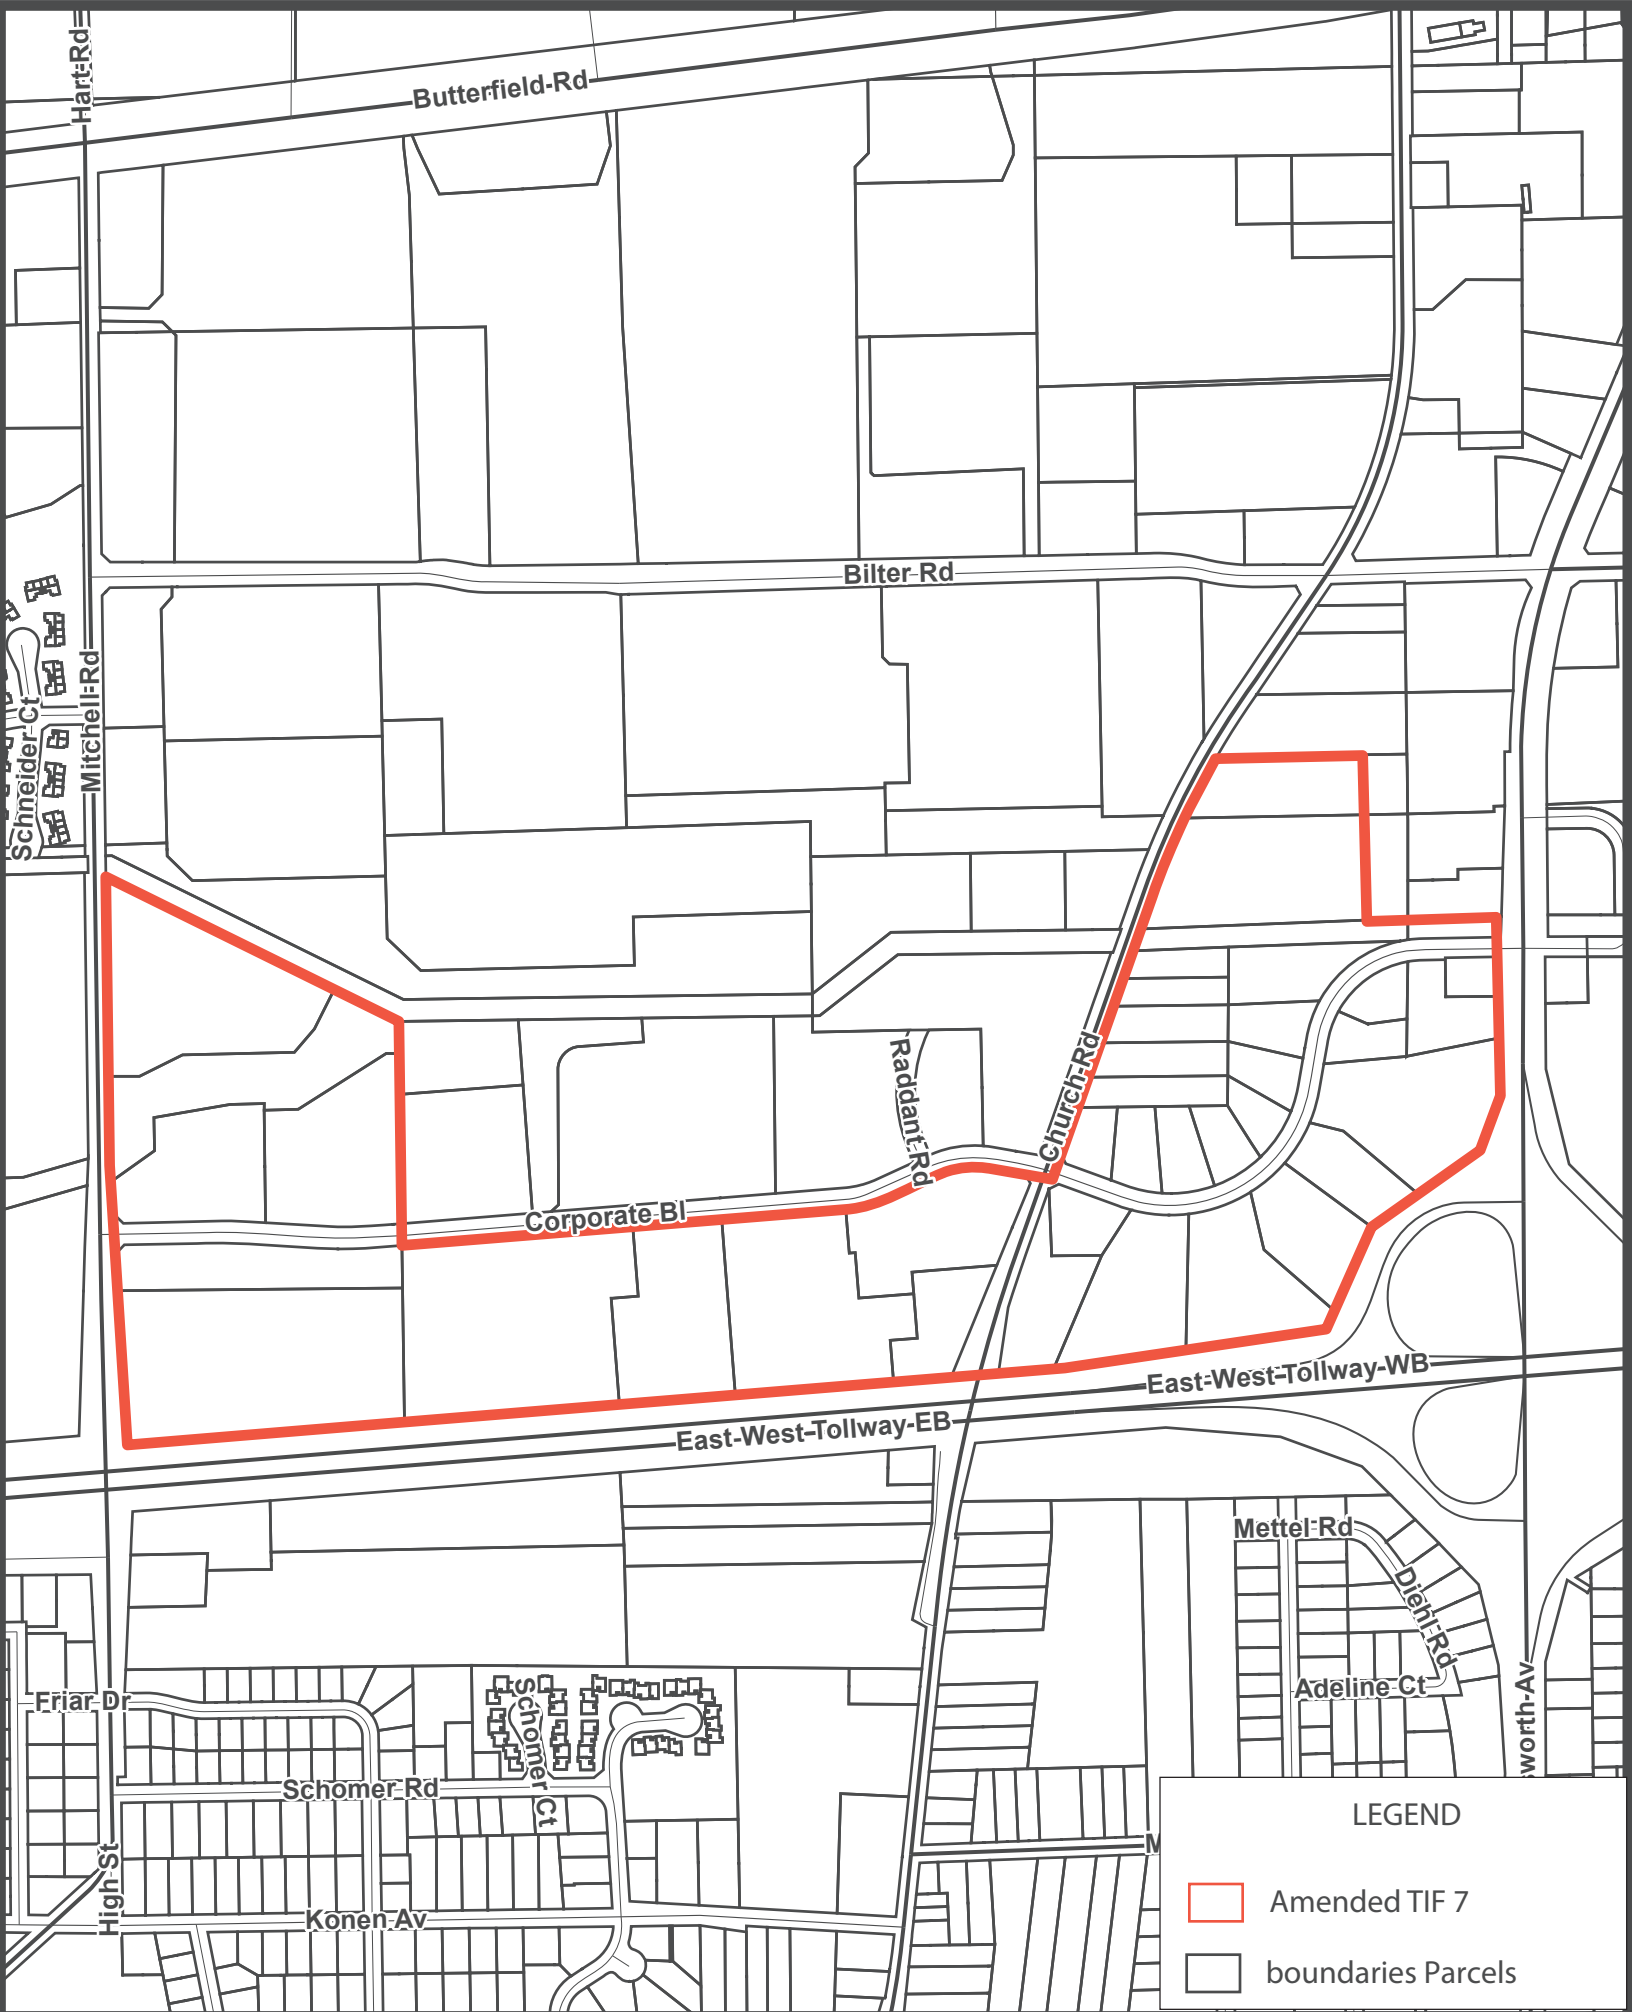 Hart Rd
Butterfield Rd
Bilter Rd
Mitchell Rd
Schneider Ct
Raddant Rd
Church Rd
Corporate Bl
East-West-Tollway-WB
East-West-Tollway-EB
Mettel Rd
Diehl Rd
Adeline Ct
sworth Av
Friar Dr
Schomer Ct
Schomer Rd
High St
Konen Av
M
LEGEND
Amended TIF 7
boundaries Parcels